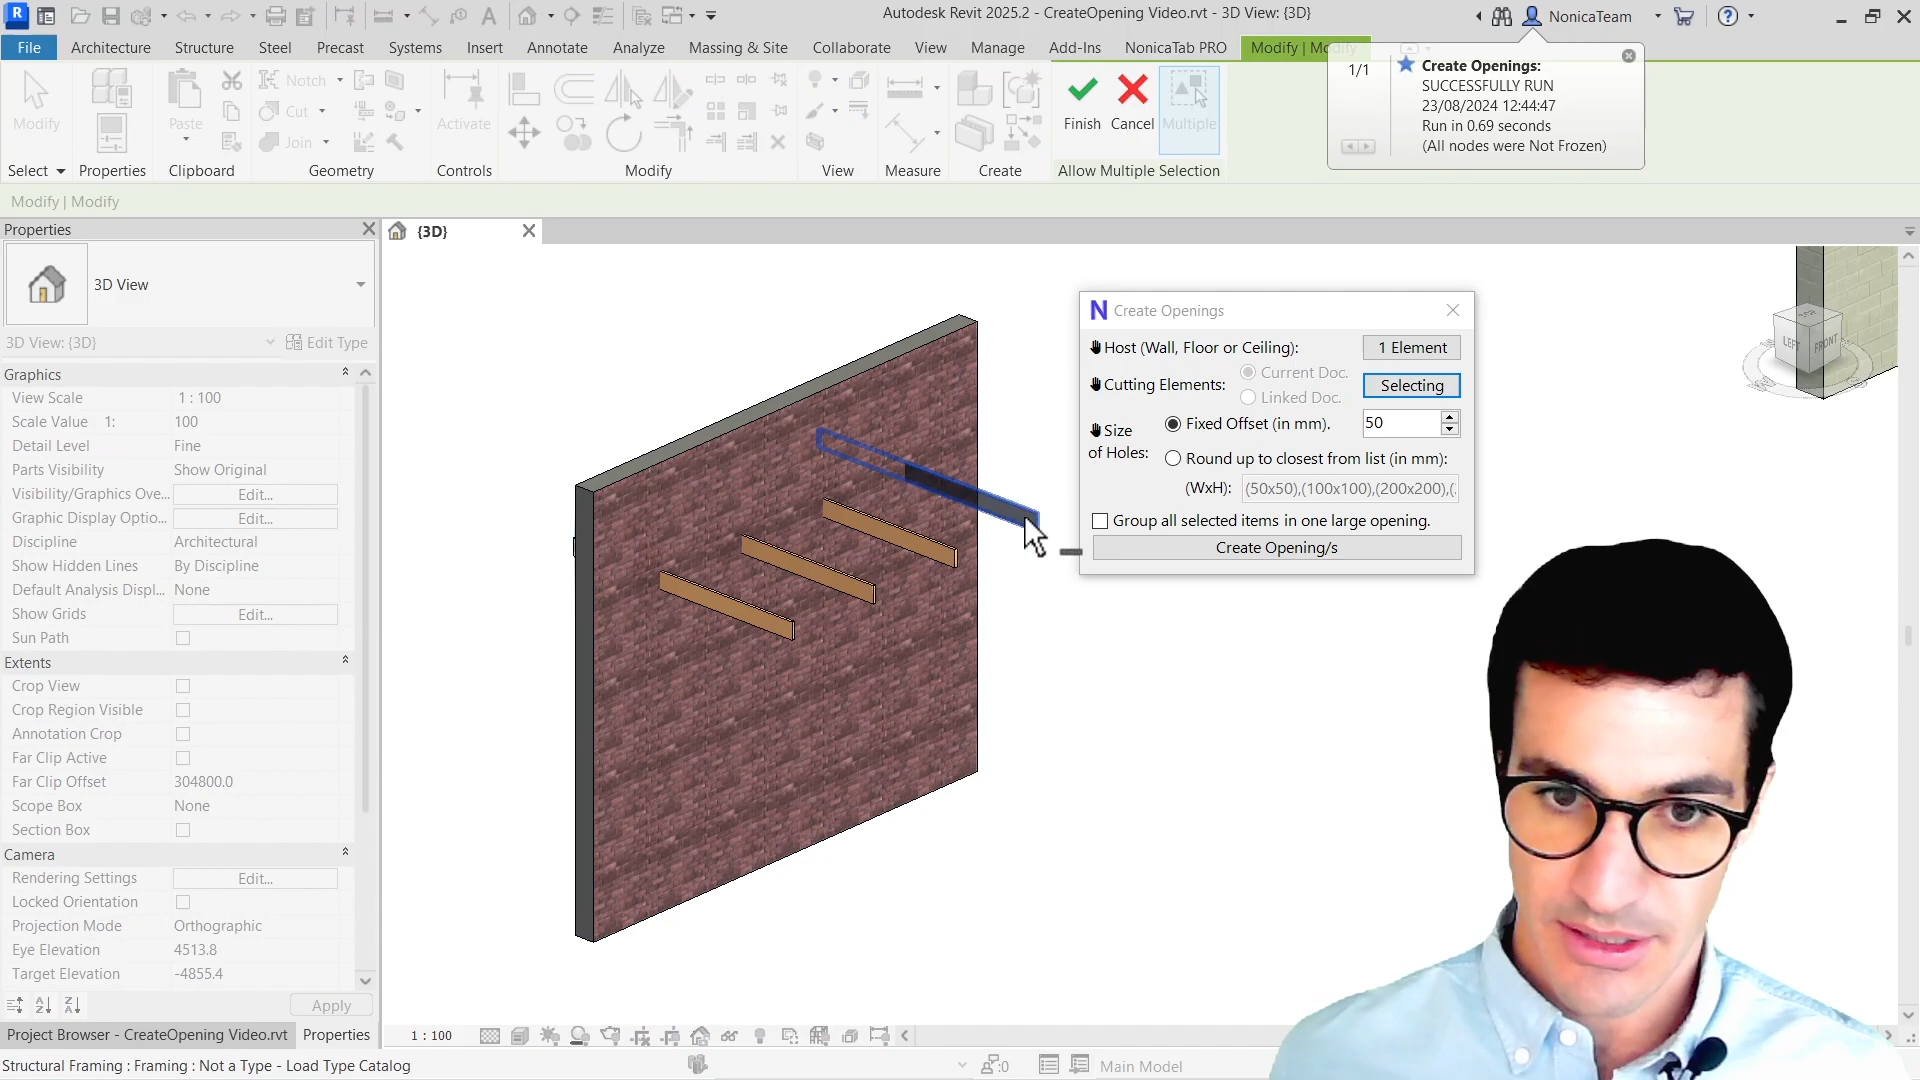 Autodesk Revit 2025.2 - CreateOpening Video.rvt - 3D View: {3D}
NonicaTeam
File Architecture Structure Steel Precast Systems Insert Annotate Analyze Massing & Site Collaborate View Manage Add-Ins NonicaTab PRO Modify | Modify
1/1
Create Openings:
SUCCESSFULLY RUN
23/08/2024 12:44:47
Run in 0.69 seconds
(All nodes were Not Frozen)
Modify
Paste
Notch
Cut
Join
Activate
Finish Cancel Multiple
Select Properties Clipboard Geometry Controls Modify View Measure Create Allow Multiple Selection
Modify | Modify
Properties
{3D}
3D View
3D View: {3D} Edit Type
Graphics
View Scale 1 : 100
Scale Value 1: 100
Detail Level Fine
Parts Visibility Show Original
Visibility/Graphics Ove... Edit...
Graphic Display Optio... Edit...
Discipline Architectural
Show Hidden Lines By Discipline
Default Analysis Displ... None
Show Grids Edit...
Sun Path
Extents
Crop View
Crop Region Visible
Annotation Crop
Far Clip Active
Far Clip Offset 304800.0
Scope Box None
Section Box
Camera
Rendering Settings Edit...
Locked Orientation
Projection Mode Orthographic
Eye Elevation 4513.8
Target Elevation -4855.4
Apply
Project Browser - CreateOpening Video.rvt Properties
1 : 100
Structural Framing : Framing : Not a Type - Load Type Catalog
:0
Main Model
N Create Openings
Host (Wall, Floor or Ceiling): 1 Element
Cutting Elements: Current Doc. Linked Doc. Selecting
Size of Holes:
Fixed Offset (in mm). 50
Round up to closest from list (in mm):
(WxH): (50x50),(100x100),(200x200),(
Group all selected items in one large opening.
Create Opening/s
TOP
LEFT
FRONT